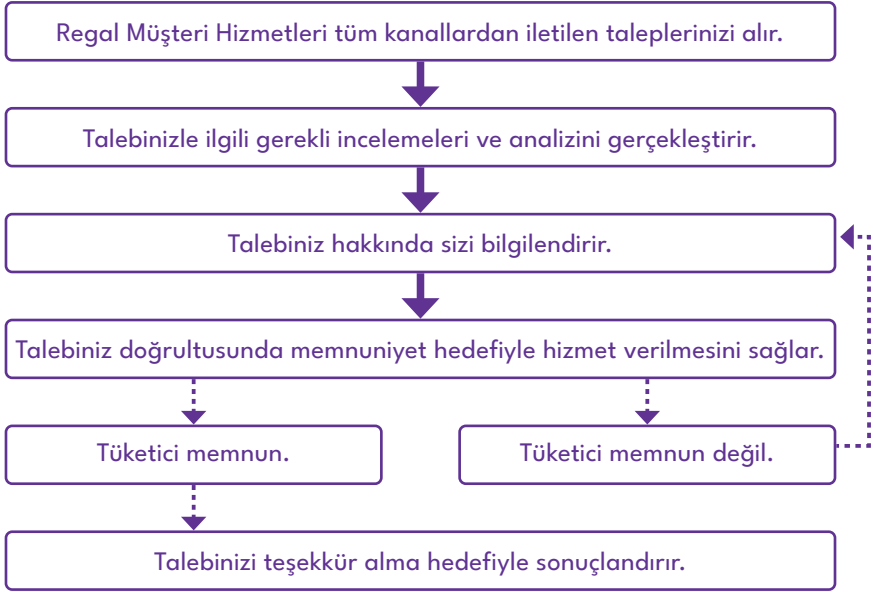 Regal Müşteri Hizmetleri tüm kanallardan iletilen taleplerinizi alır.
Talebinizle ilgili gerekli incelemeleri ve analizini gerçekleştirir.
Talebiniz hakkında sizi bilgilendirir.
Talebiniz doğrultusunda memnuniyet hedefiyle hizmet verilmesini sağlar.
Tüketici memnun.
Tüketici memnun değil.
Talebinizi teşekkür alma hedefiyle sonuçlandırır.